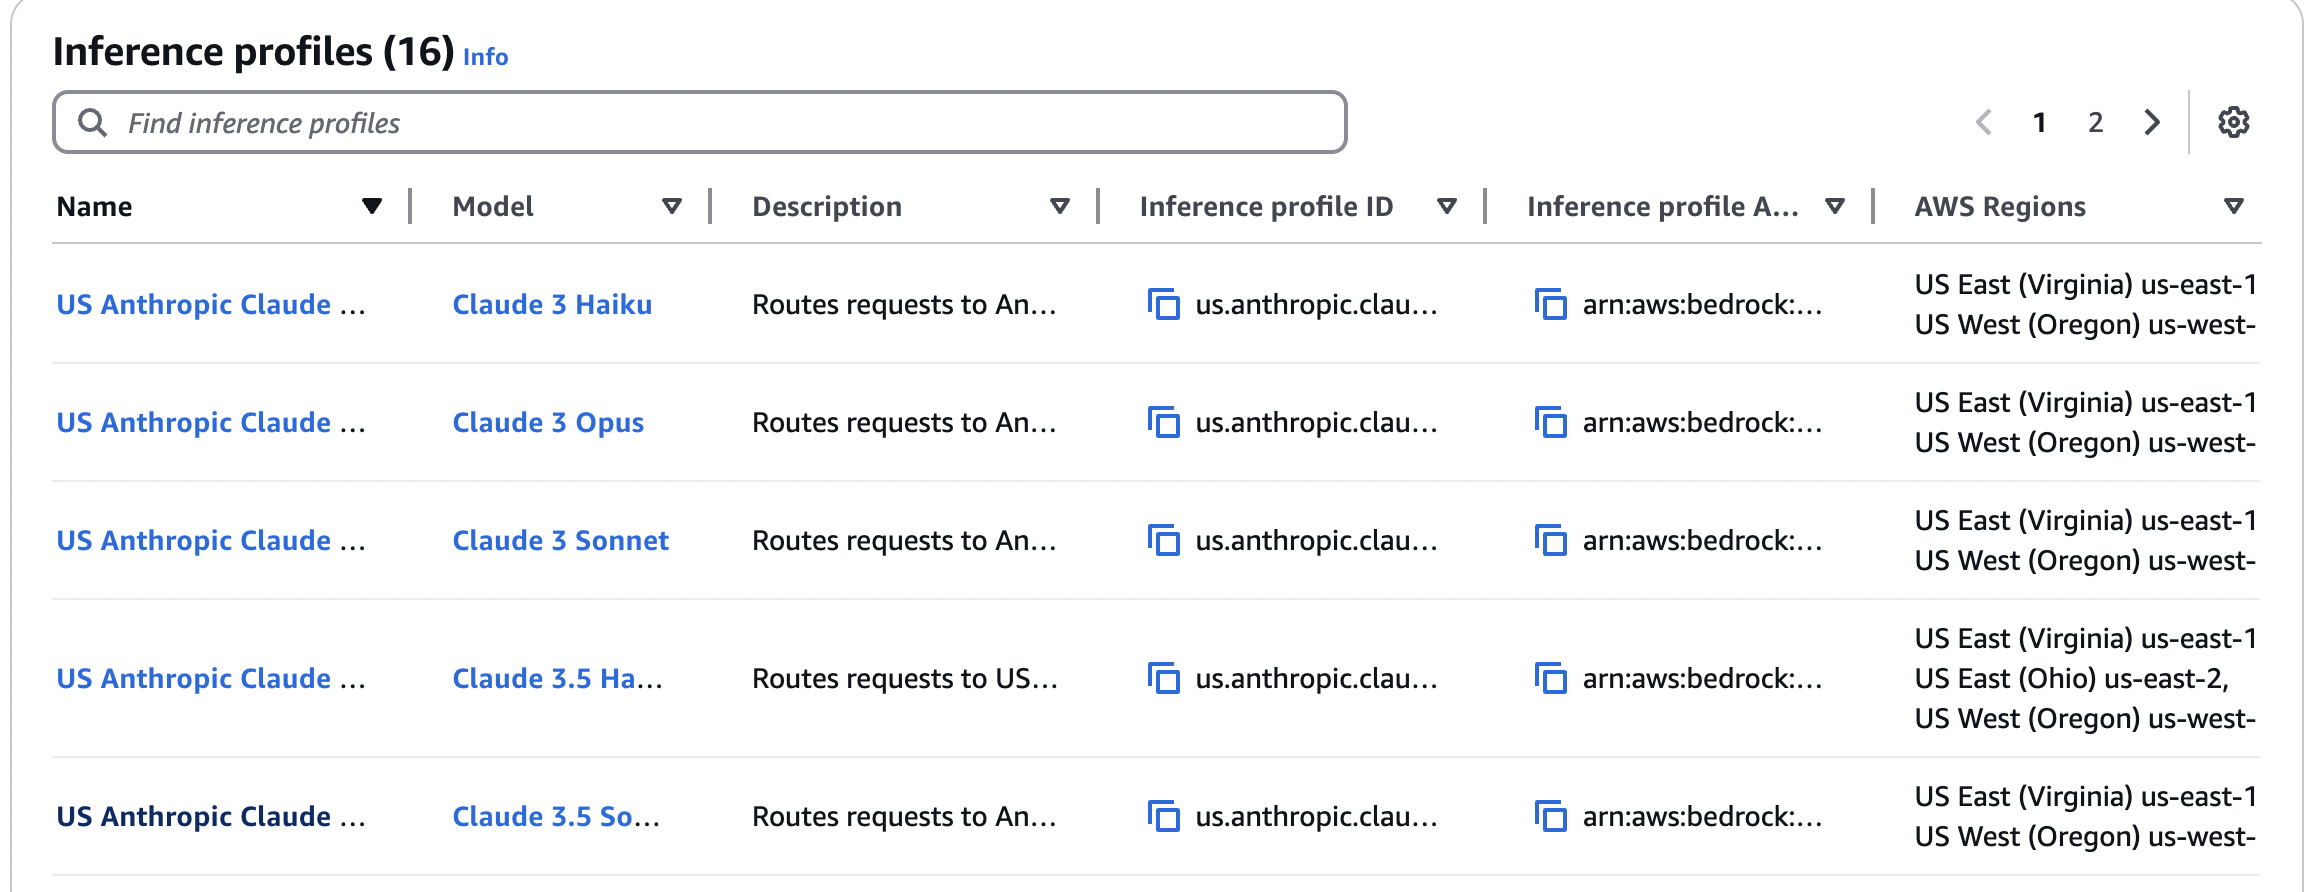 Inference profiles (16) Info
Find inference profiles
1 2
Name Model Description Inference profile ID Inference profile A... AWS Regions
US Anthropic Claude ... Claude 3 Haiku Routes requests to An... us.anthropic.clau... arn:aws:bedrock:... US East (Virginia) us-east-1
US West (Oregon) us-west-
US Anthropic Claude ... Claude 3 Opus Routes requests to An... us.anthropic.clau... arn:aws:bedrock:... US East (Virginia) us-east-1
US West (Oregon) us-west-
US Anthropic Claude ... Claude 3 Sonnet Routes requests to An... us.anthropic.clau... arn:aws:bedrock:... US East (Virginia) us-east-1
US West (Oregon) us-west-
US Anthropic Claude ... Claude 3.5 Ha... Routes requests to US... us.anthropic.clau... arn:aws:bedrock:... US East (Virginia) us-east-1
US East (Ohio) us-east-2,
US West (Oregon) us-west-
US Anthropic Claude ... Claude 3.5 So... Routes requests to An... us.anthropic.clau... arn:aws:bedrock:... US East (Virginia) us-east-1
US West (Oregon) us-west-